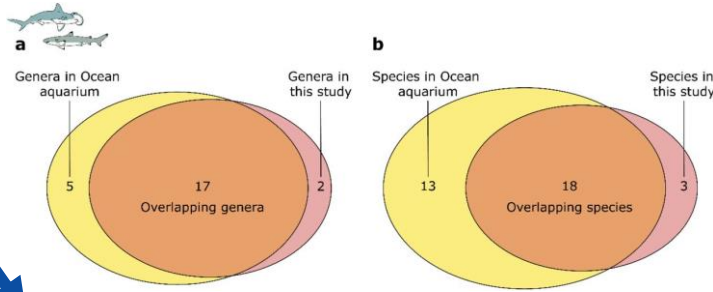 a
Genera in Ocean
aquarium
Genera in
this study
5
17
2
Overlapping genera
b
Species in Ocean
aquarium
Species in
this study
13
18
3
Overlapping species